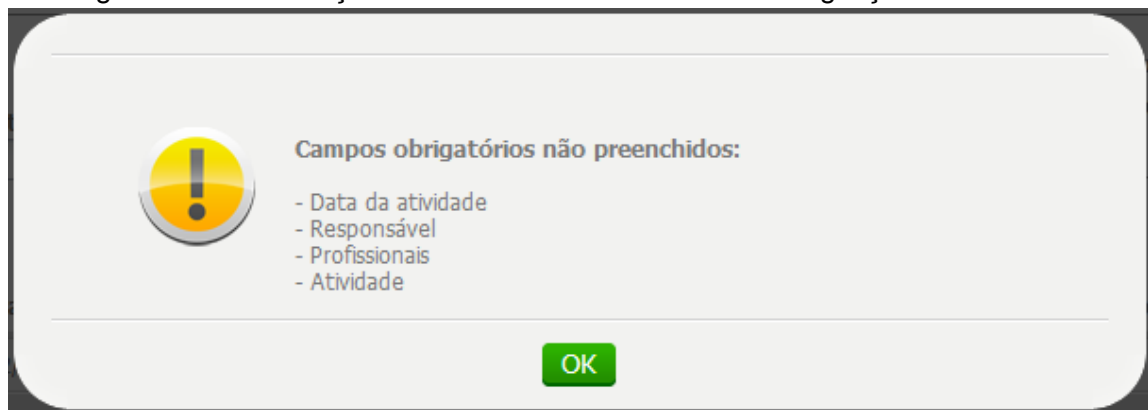 Campos obrigatórios não preenchidos:
- Data da atividade
- Responsável
- Profissionais
- Atividade
OK